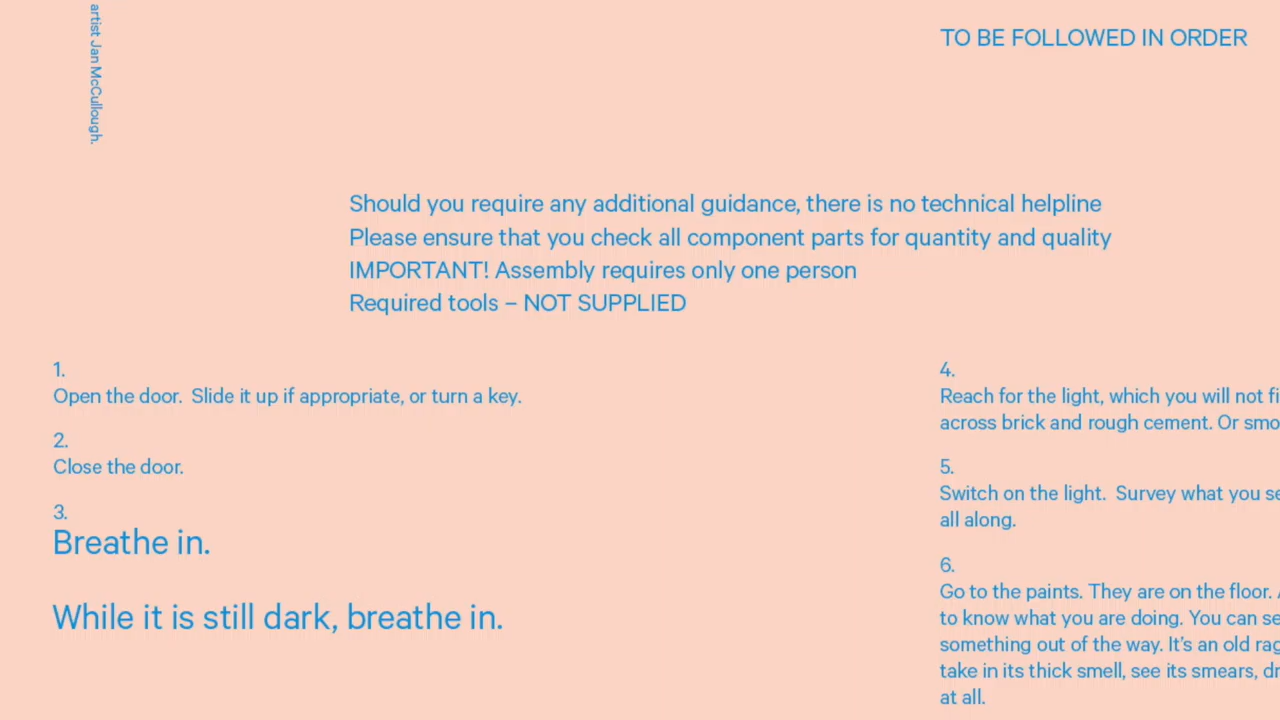 artist Jan McCullough.
TO BE FOLLOWED IN ORDER
Should you require any additional guidance, there is no technical helpline
Please ensure that you check all component parts for quantity and quality
IMPORTANT! Assembly requires only one person
Required tools – NOT SUPPLIED
1.
Open the door.  Slide it up if appropriate, or turn a key.
2.
Close the door.
3.
Breathe in.
While it is still dark, breathe in.
4.
Reach for the light, which you will not
across brick and rough cement. Or
5.
Switch on the light.  Survey what you
all along.
6.
Go to the paints. They are on the floor.
to know what you are doing. You can
something out of the way. It's an old
take in its thick smell, see its smears,
at all.